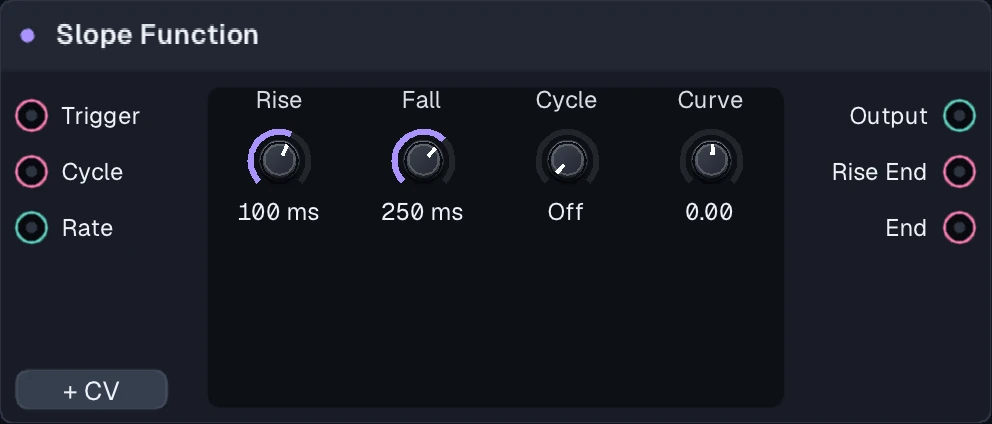 Slope Function
Trigger
Cycle
Rate
+ CV
Rise
Fall
Cycle
Curve
100 ms
250 ms
Off
0.00
Output
Rise End
End